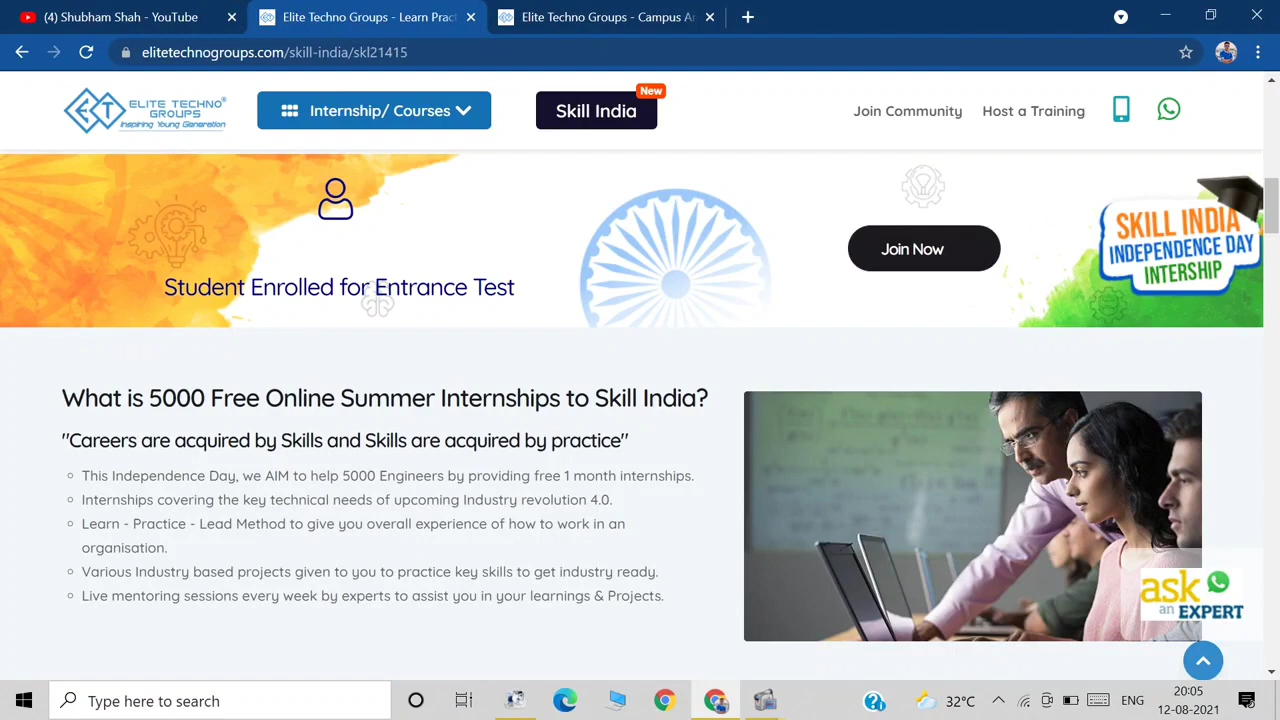 (4) Shubham Shah - YouTube
Elite Techno Groups - Learn Pract
Elite Techno Groups - Campus Am
elitetechnogroups.com/skill-india/skl21415
ET
ELITE TECHNO®
GROUPS
Inspiring Young Generation
Internship/ Courses
Skill India
New
Join Community
Host a Training
Student Enrolled for Entrance Test
Join Now
SKILL INDIA
INDEPENDENCE DAY
INTERSHIP
What is 5000 Free Online Summer Internships to Skill India?
"Careers are acquired by Skills and Skills are acquired by practice"
This Independence Day, we AIM to help 5000 Engineers by providing free 1 month internships.
Internships covering the key technical needs of upcoming Industry revolution 4.0.
Learn - Practice - Lead Method to give you overall experience of how to work in an
organisation.
Various Industry based projects given to you to practice key skills to get industry ready.
Live mentoring sessions every week by experts to assist you in your learnings & Projects.
ask
an EXPERT
Type here to search
32°C
ENG
20:05
12-08-2021